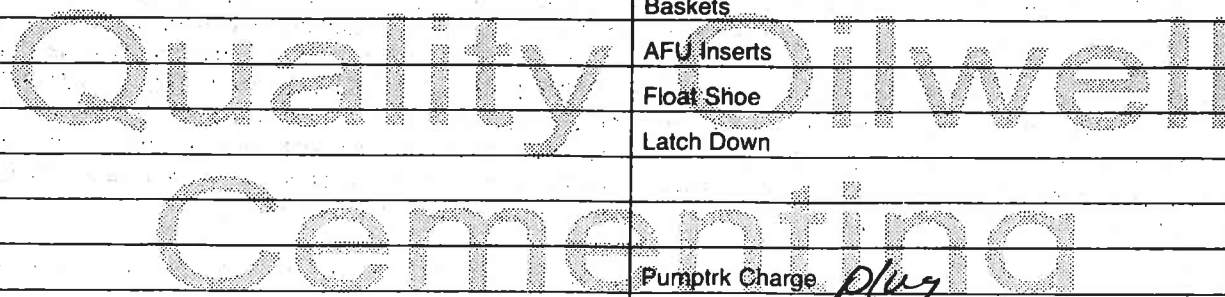 Baskets
AFU Inserts
Quality Oilwell
Float Shoe
Latch Down
Cementing
Pumptrk Charge plug